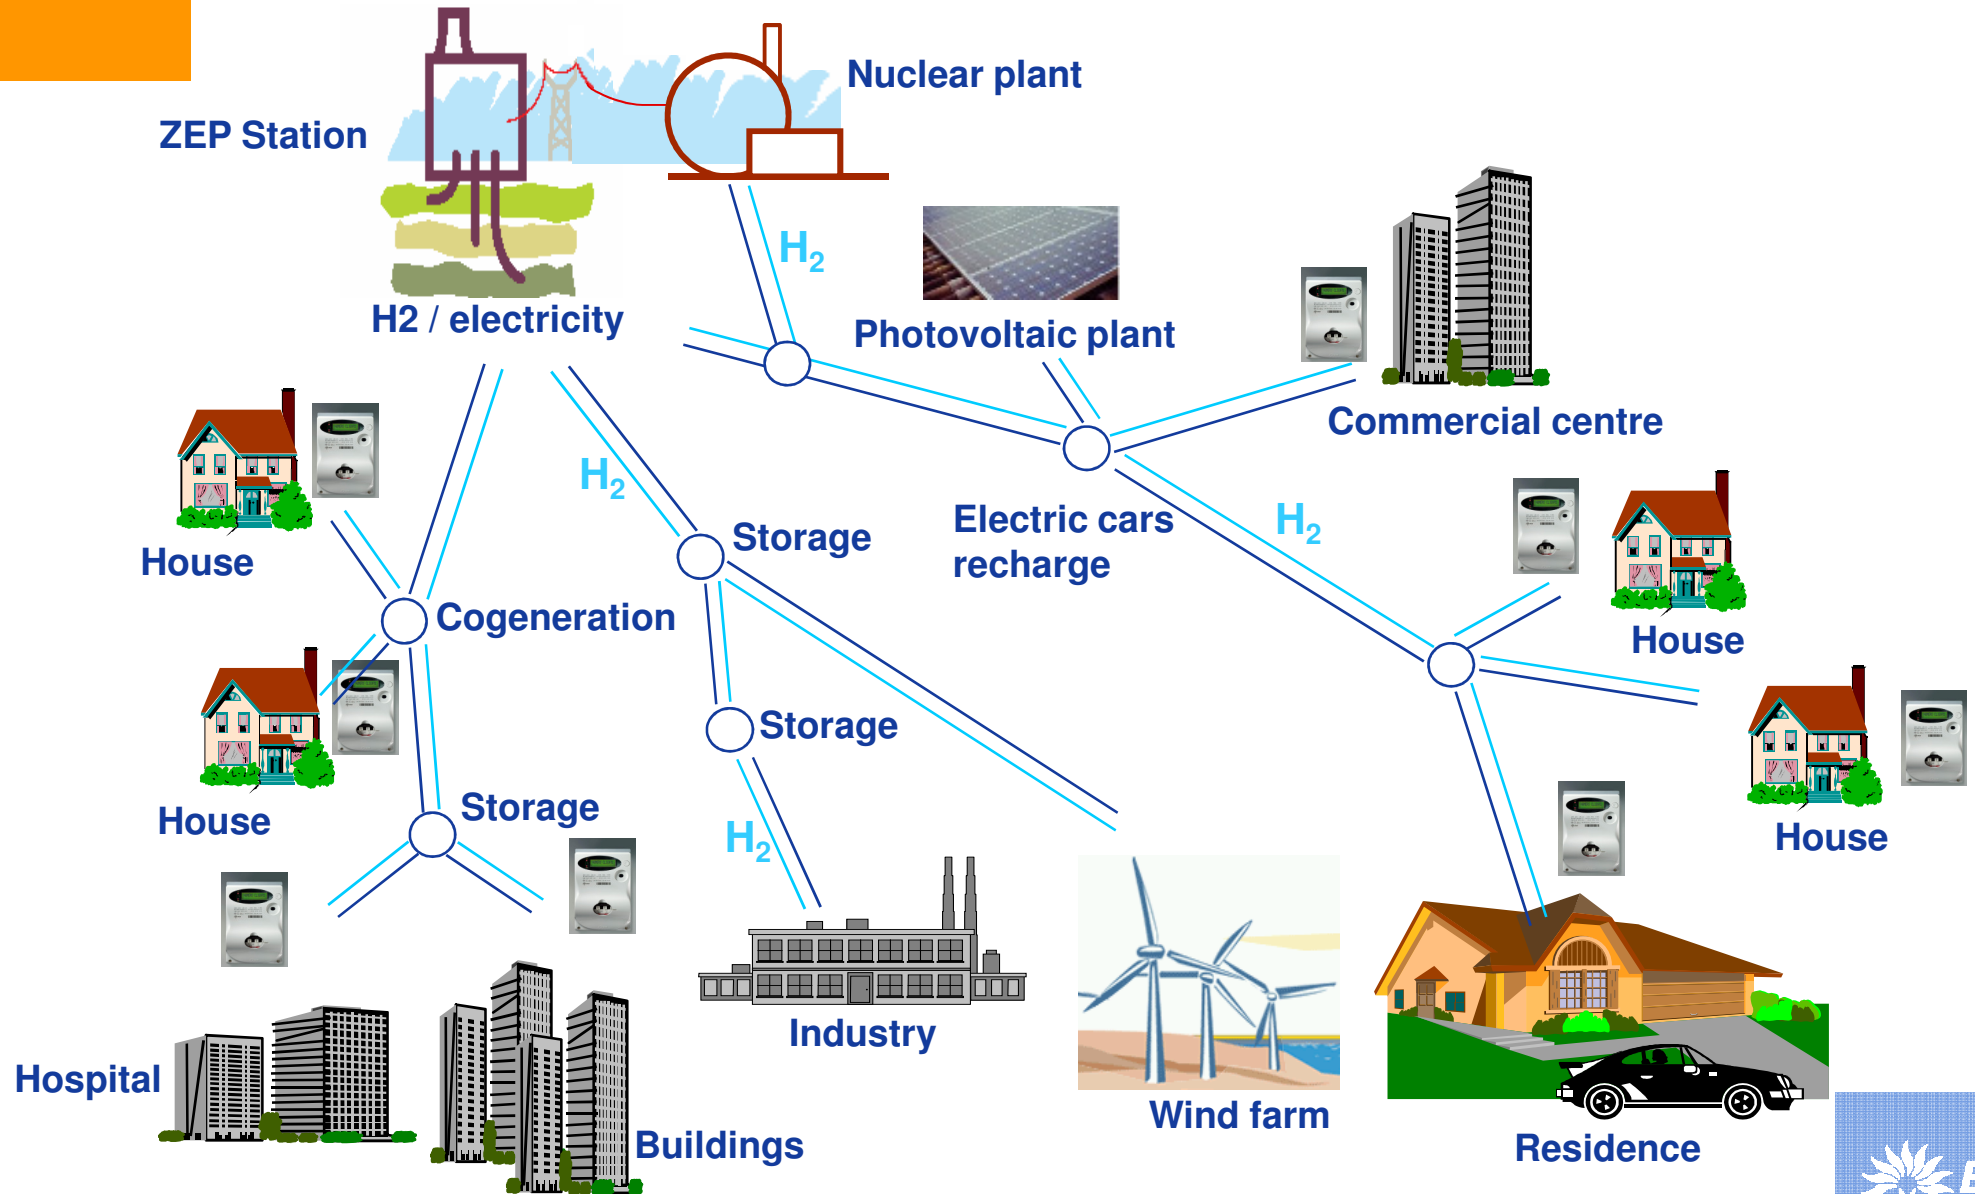 Nuclear plant
ZEP Station
H2
H2 / electricity
Photovoltaic plant
Commercial centre
H2
Storage
Electric cars
recharge
H2
House
Cogeneration
House
Storage
Storage
House
H2
House
Industry
Hospital
Wind farm
Buildings
Residence